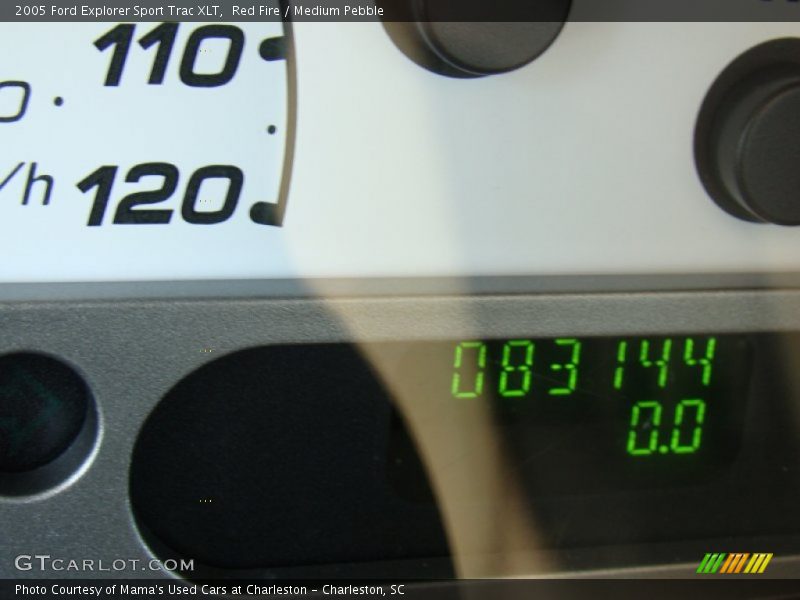 2005 Ford Explorer Sport Trac XLT,  Red Fire / Medium Pebble
110
120
/h
083144
0.0
GTCARLOT.COM
Photo Courtesy of Mama's Used Cars at Charleston - Charleston, SC